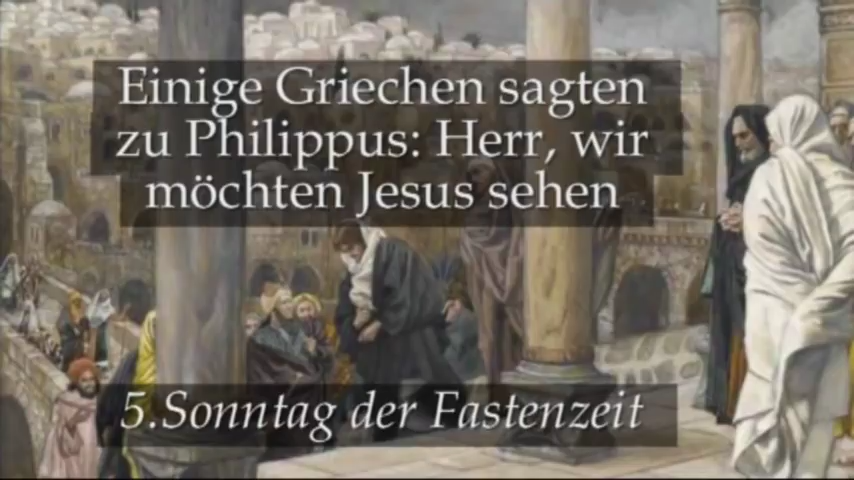 Einige Griechen sagten
zu Philippus: Herr, wir
möchten Jesus sehen
5.Sonntag der Fastenzeit